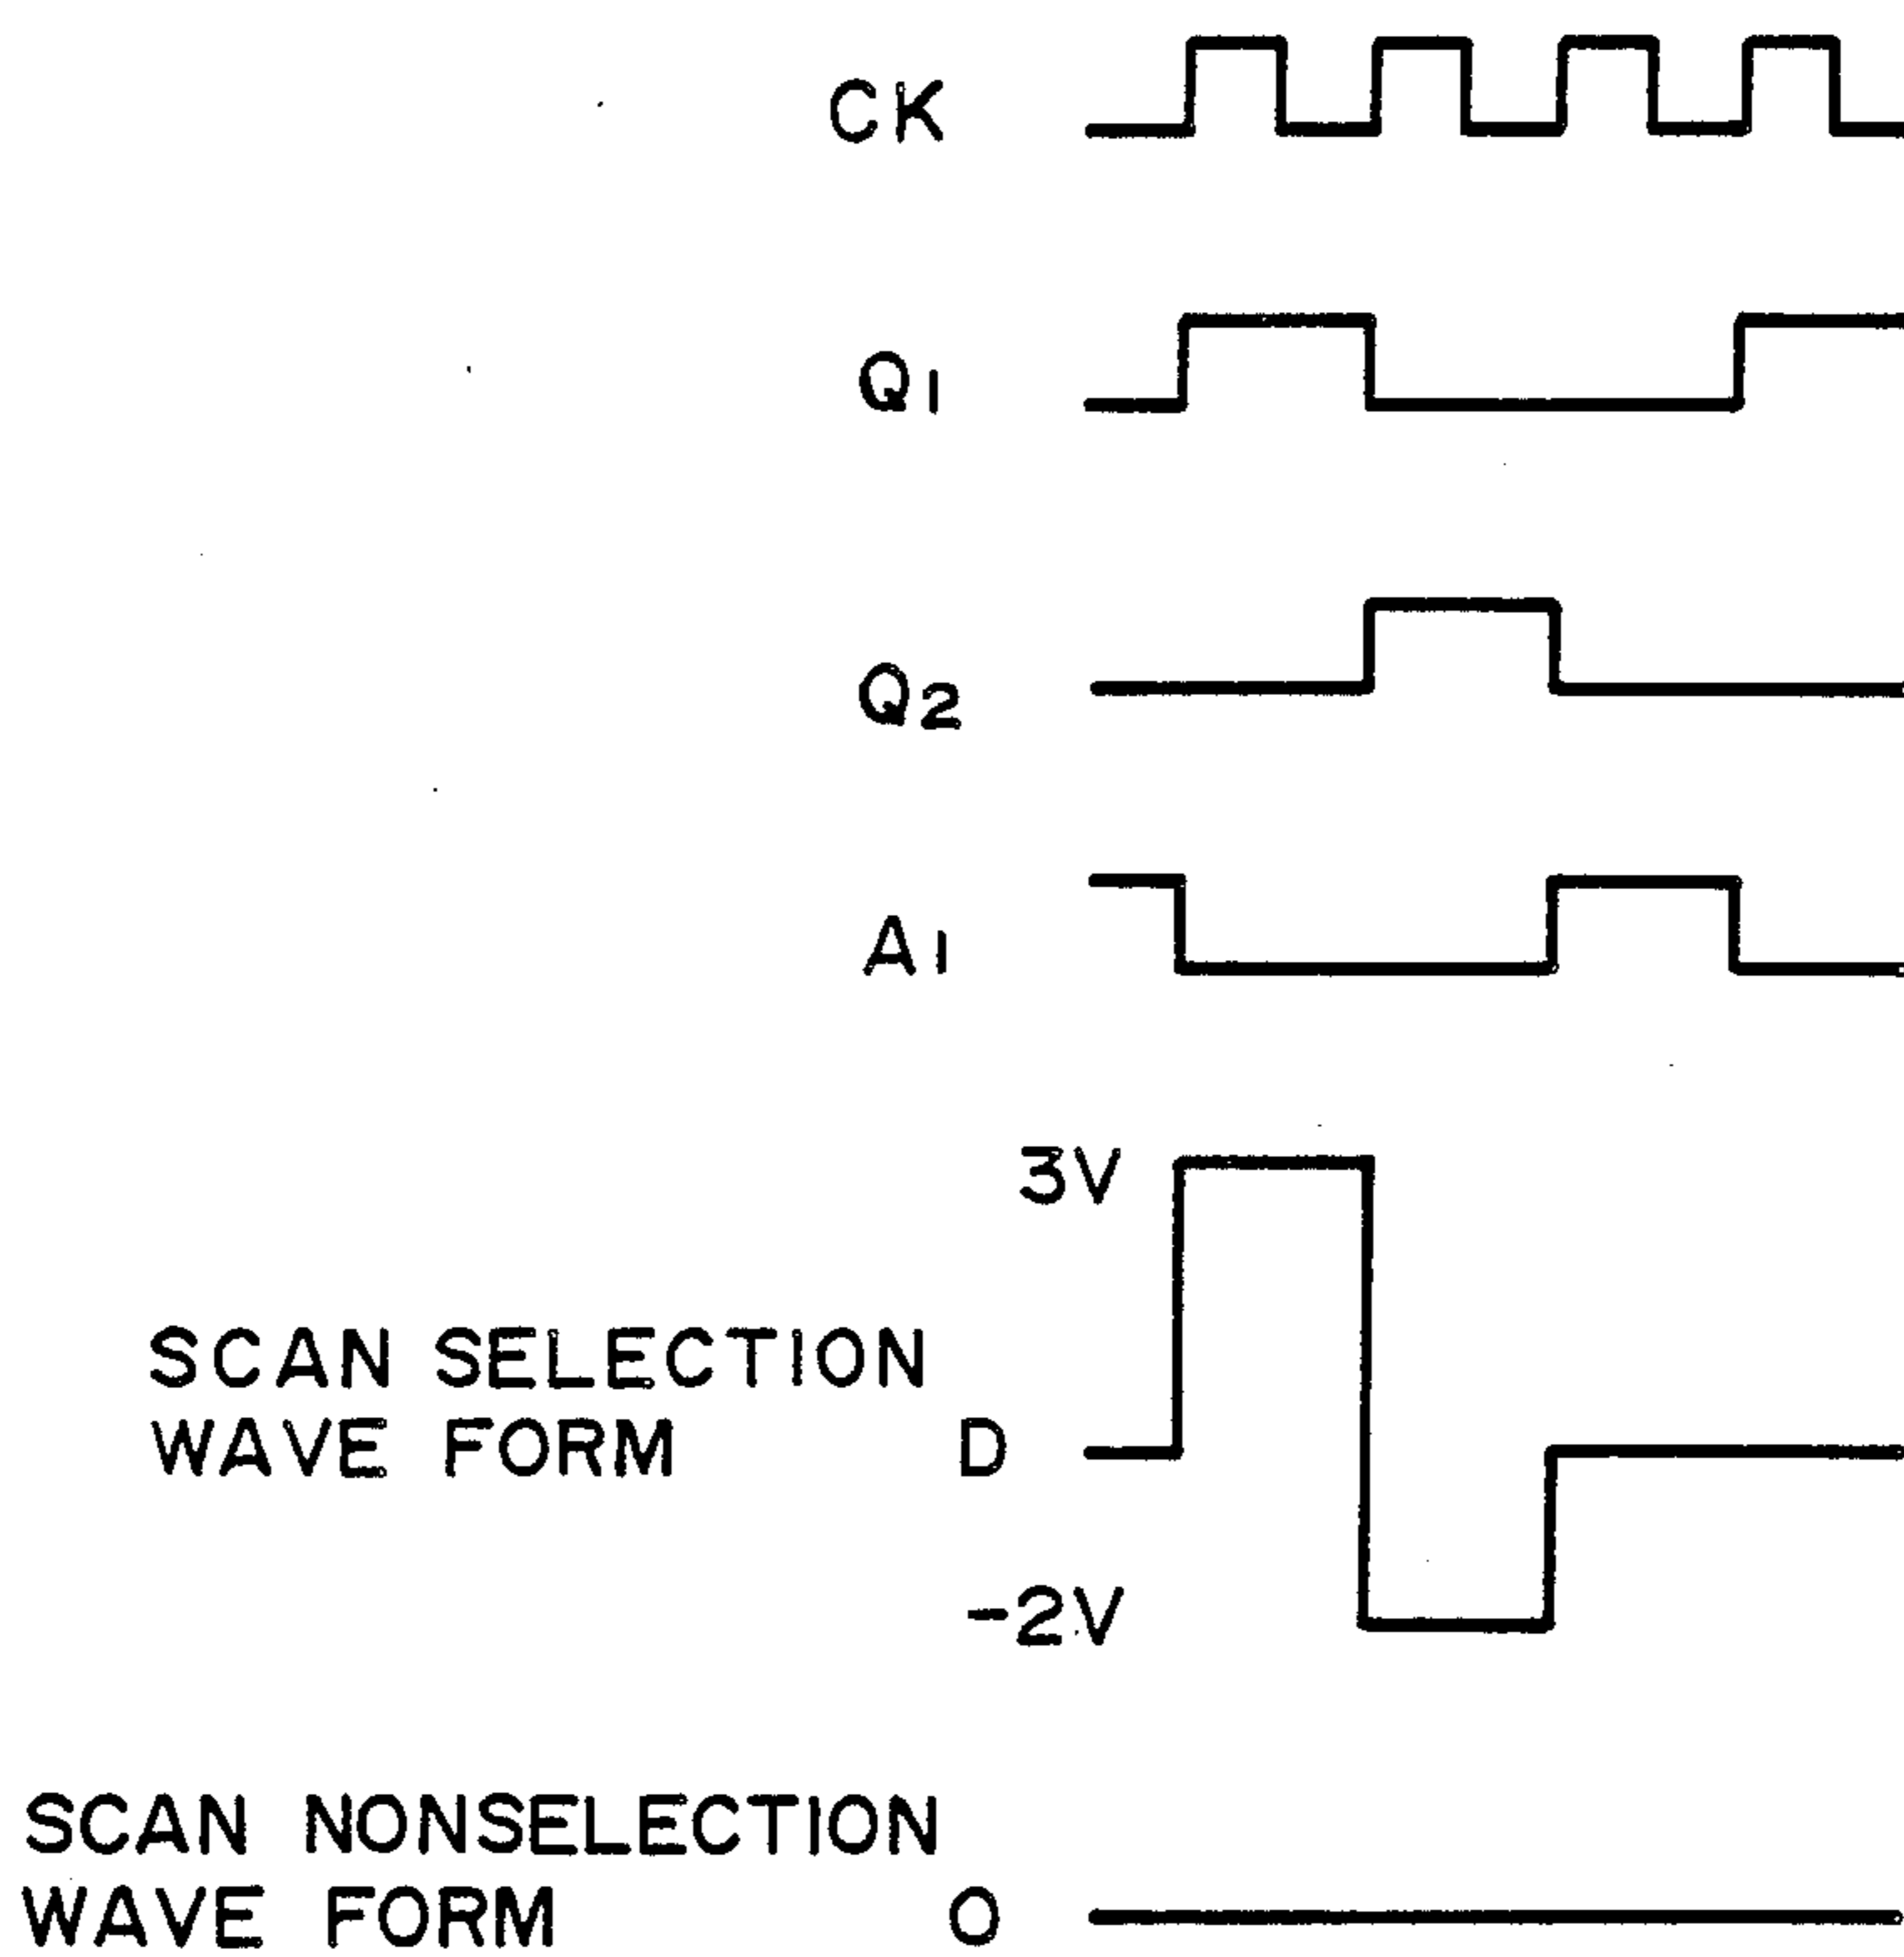 CK
Q1
Q2
A1
3V
SCAN SELECTION
WAVE FORM D
-2V
SCAN NONSELECTION
WAVE FORM O